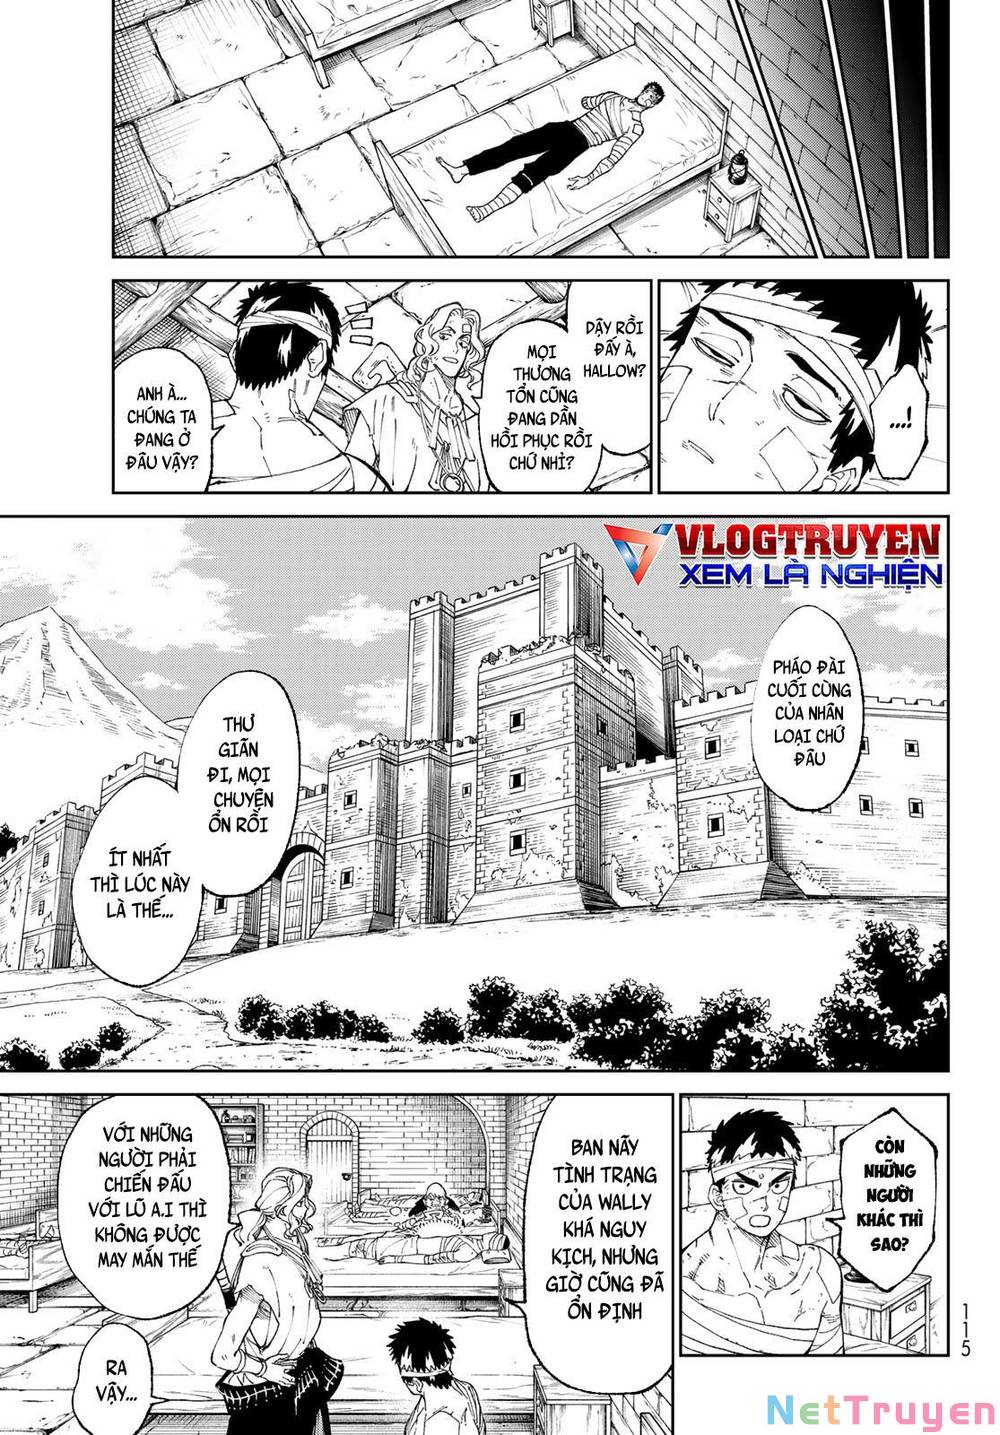 ....!
DẬY RỒI
ĐẤY À,
HALLOW?
MỌI
THƯƠNG
TỔN CŨNG
ĐANG DẦN
HỒI PHỤC RỒI
CHỨ NHỈ?
ANH À...
CHÚNG TA
ĐANG Ở
ĐÂU VẬY?
VLOGTRUYEN
XEM LÀ NGHIỆN
PHÁO ĐÀI
CUỐI CÙNG
CỦA NHÂN
LOẠI CHỨ
ĐÂU
THƯ
GIÃN
ĐI, MỌI
CHUYỆN
ỔN RỒI
ÍT NHẤT
THÌ LÚC NÀY
LÀ THẾ...
CÒN
NHỮNG
NGƯỜI
KHÁC THÌ
SAO?
BAN NÃY
TÌNH TRẠNG
CỦA WALLY
KHÁ NGUY
KỊCH, NHƯNG
GIỜ CŨNG ĐÃ
ỔN ĐỊNH
VỚI NHỮNG
NGƯỜI PHẢI
CHIẾN ĐẤU
VỚI LŨ A.I THÌ
KHÔNG ĐƯỢC
MAY MẮN THẾ
RA
VẬY...
115
NetTruyen